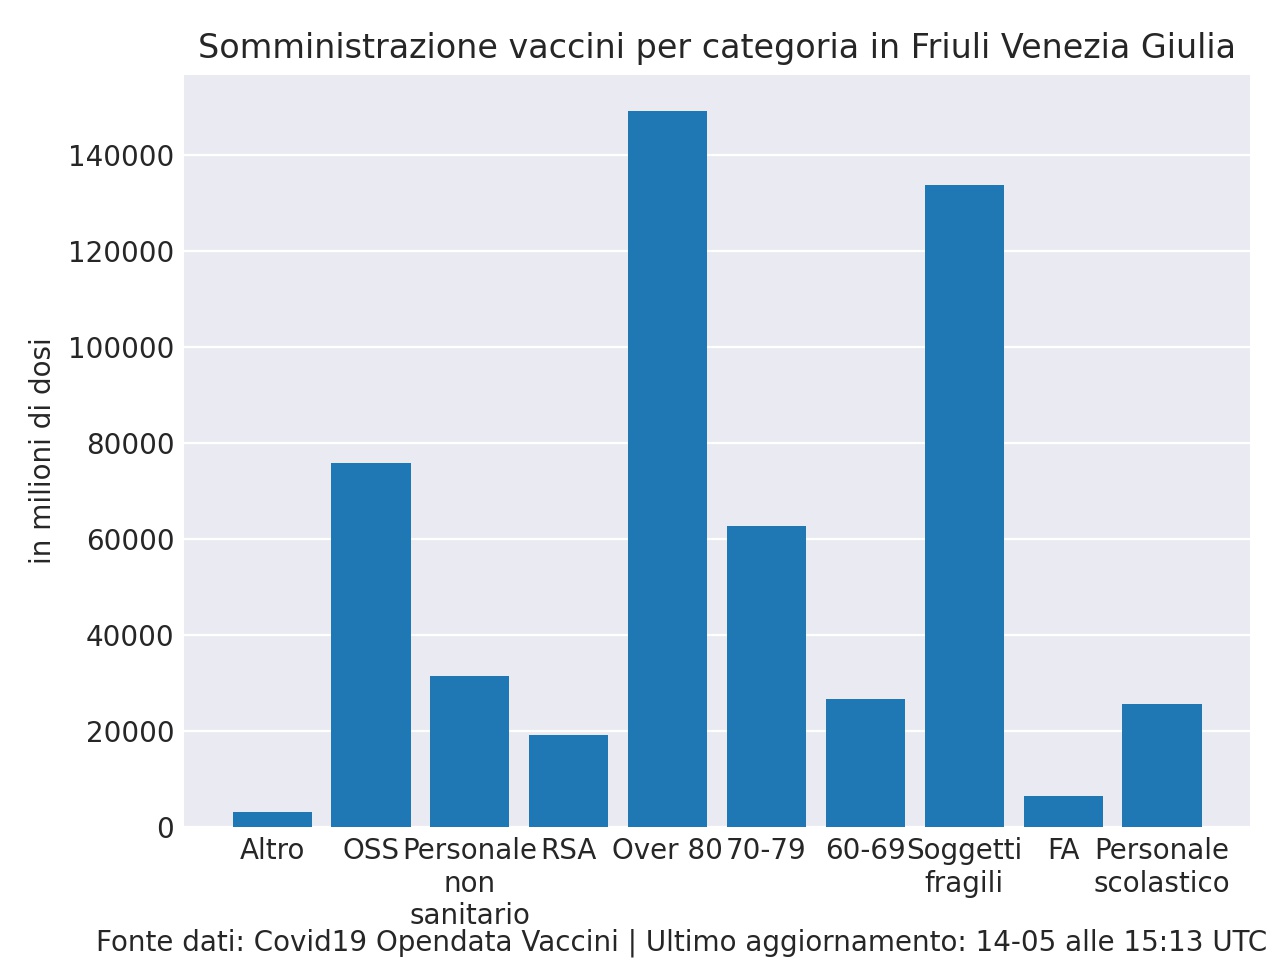 Somministrazione vaccini per categoria in Friuli Venezia Giulia
in milioni di dosi
140000
120000
100000
80000
60000
40000
20000
0
Altro OSS Personale non sanitario RSA Over 80 70-79 60-69 Soggetti fragili FA Personale scolastico
Fonte dati: Covid19 Opendata Vaccini | Ultimo aggiornamento: 14-05 alle 15:13 UTC